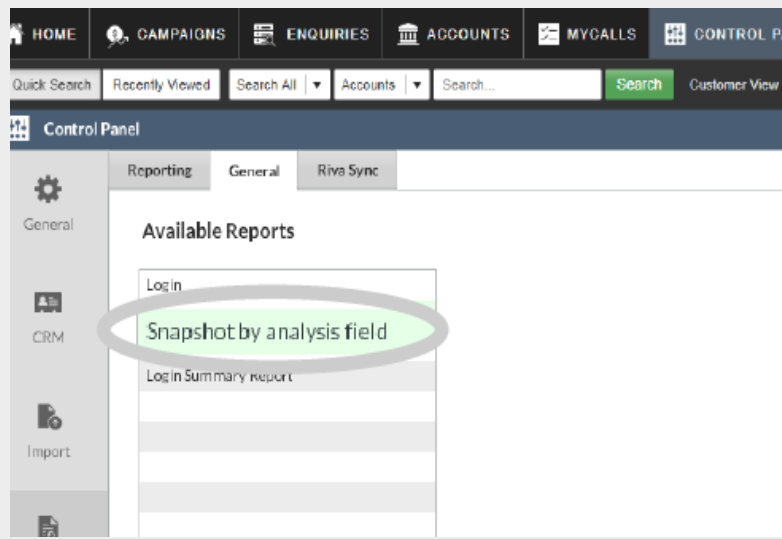 HOME CAMPAIGNS ENQUIRIES ACCOUNTS MYCALLS CONTROL
Quick Search Recently Viewed Search All Accounts Search... Search Customer View
Control Panel
Reporting General Riva Sync
General
Available Reports
Login
CRM
Snapshot by analysis field
Login Summary Report
Import